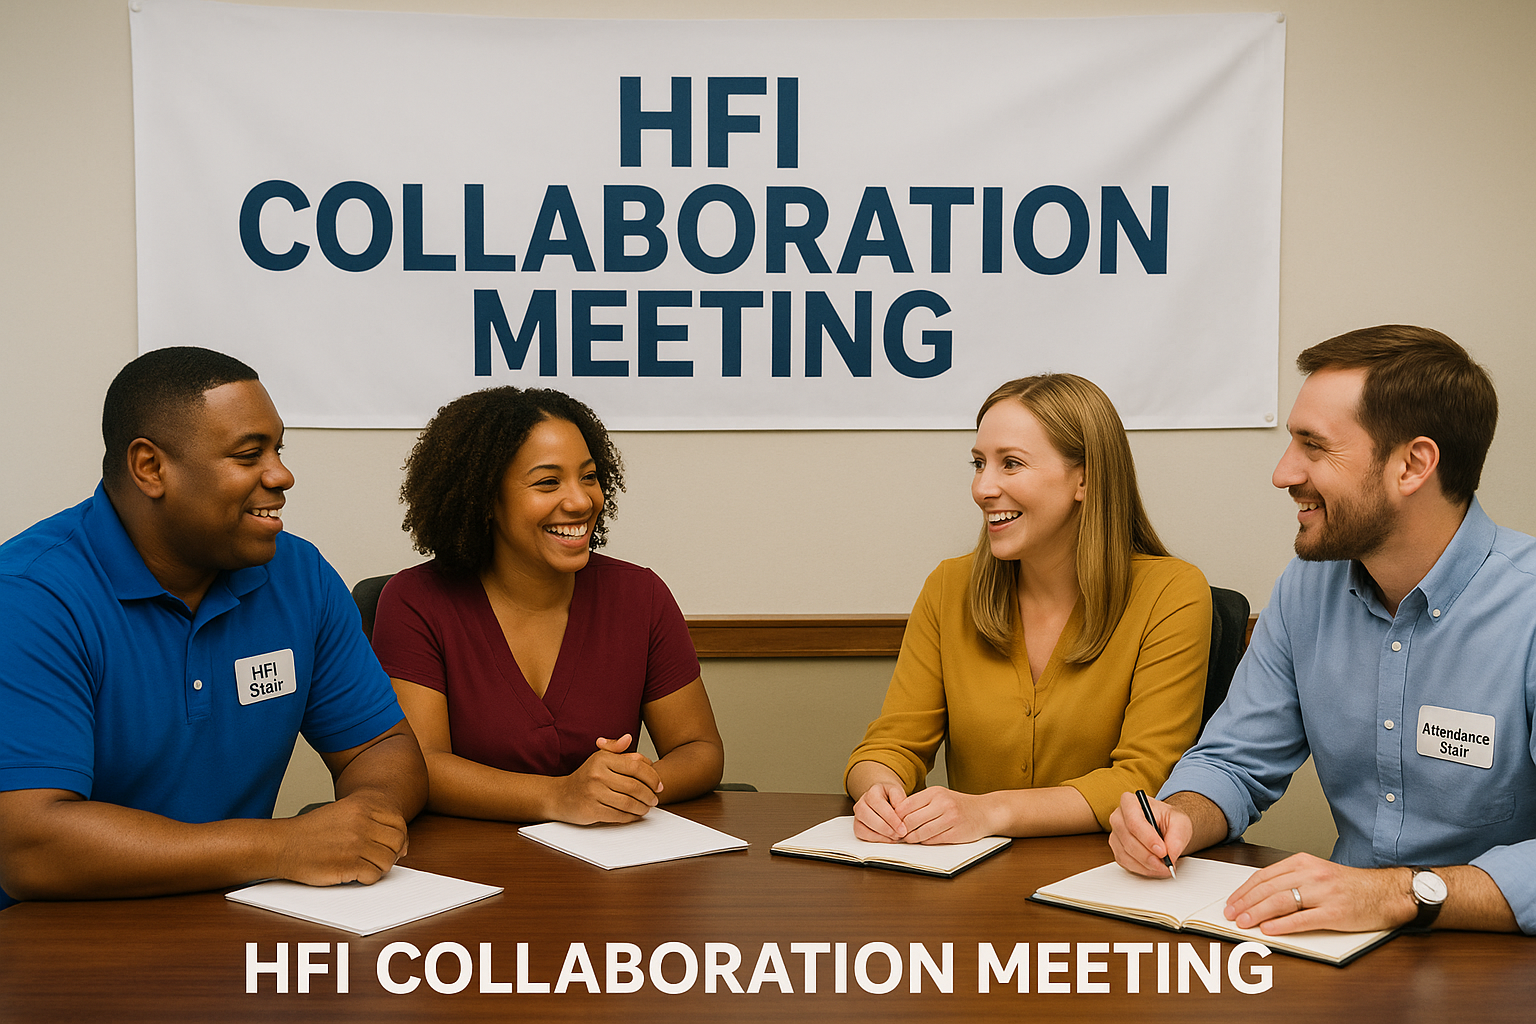 HFI
COLLABORATION
MEETING
HFI
Stair
Attendance
Stair
HFI COLLABORATION MEETING